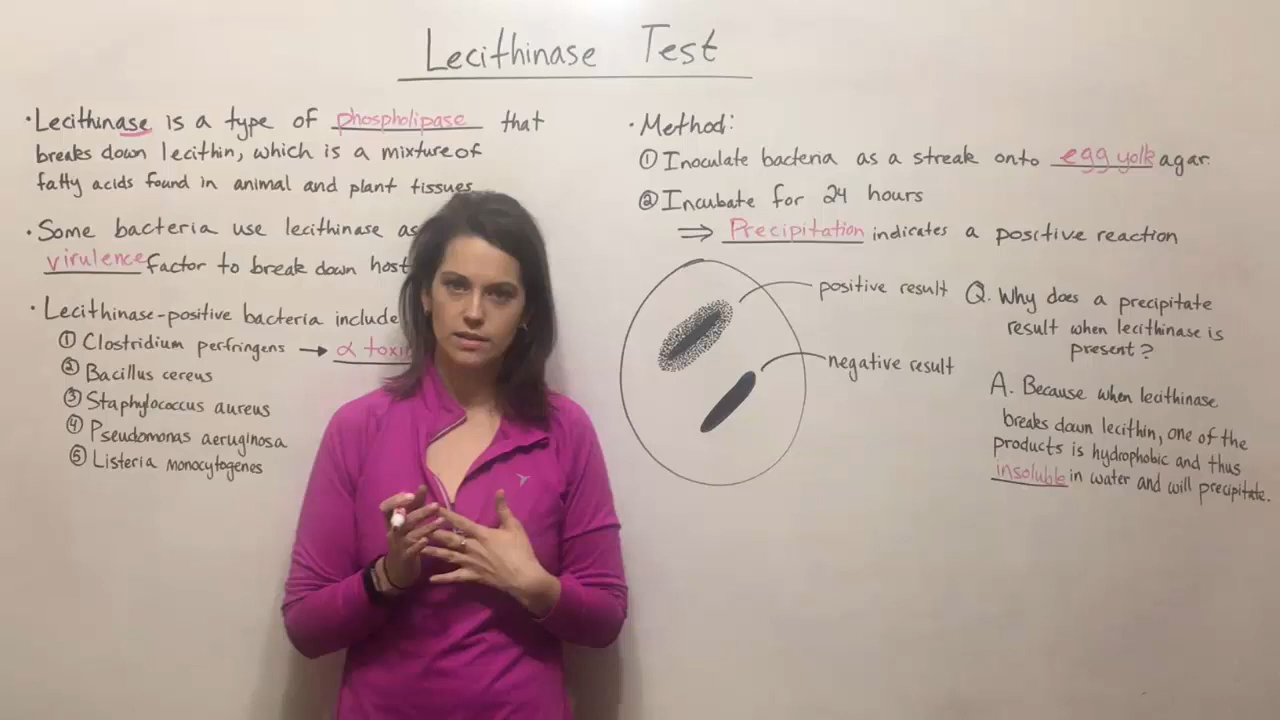 Lecithinase Test
• Lecithinase is a type of phospholipase that
breaks down lecithin, which is a mixture of
fatty acids found in animal and plant tissues
• Some bacteria use lecithinase as
virulence factor to break down host
• Lecithinase-positive bacteria include
① Clostridium perfringens → α toxin
② Bacillus cereus
③ Staphylococcus aureus
④ Pseudomonas aeruginosa
⑤ Listeria monocytogenes
• Method:
① Inoculate bacteria as a streak onto egg yolk agar.
② Incubate for 24 hours
⇒ Precipitation indicates a positive reaction
positive result
negative result
Q. Why does a precipitate
result when lecithinase is
present?
A. Because when lecithinase
breaks down lecithin, one of the
products is hydrophobic and thus
insoluble in water and will precipitate.